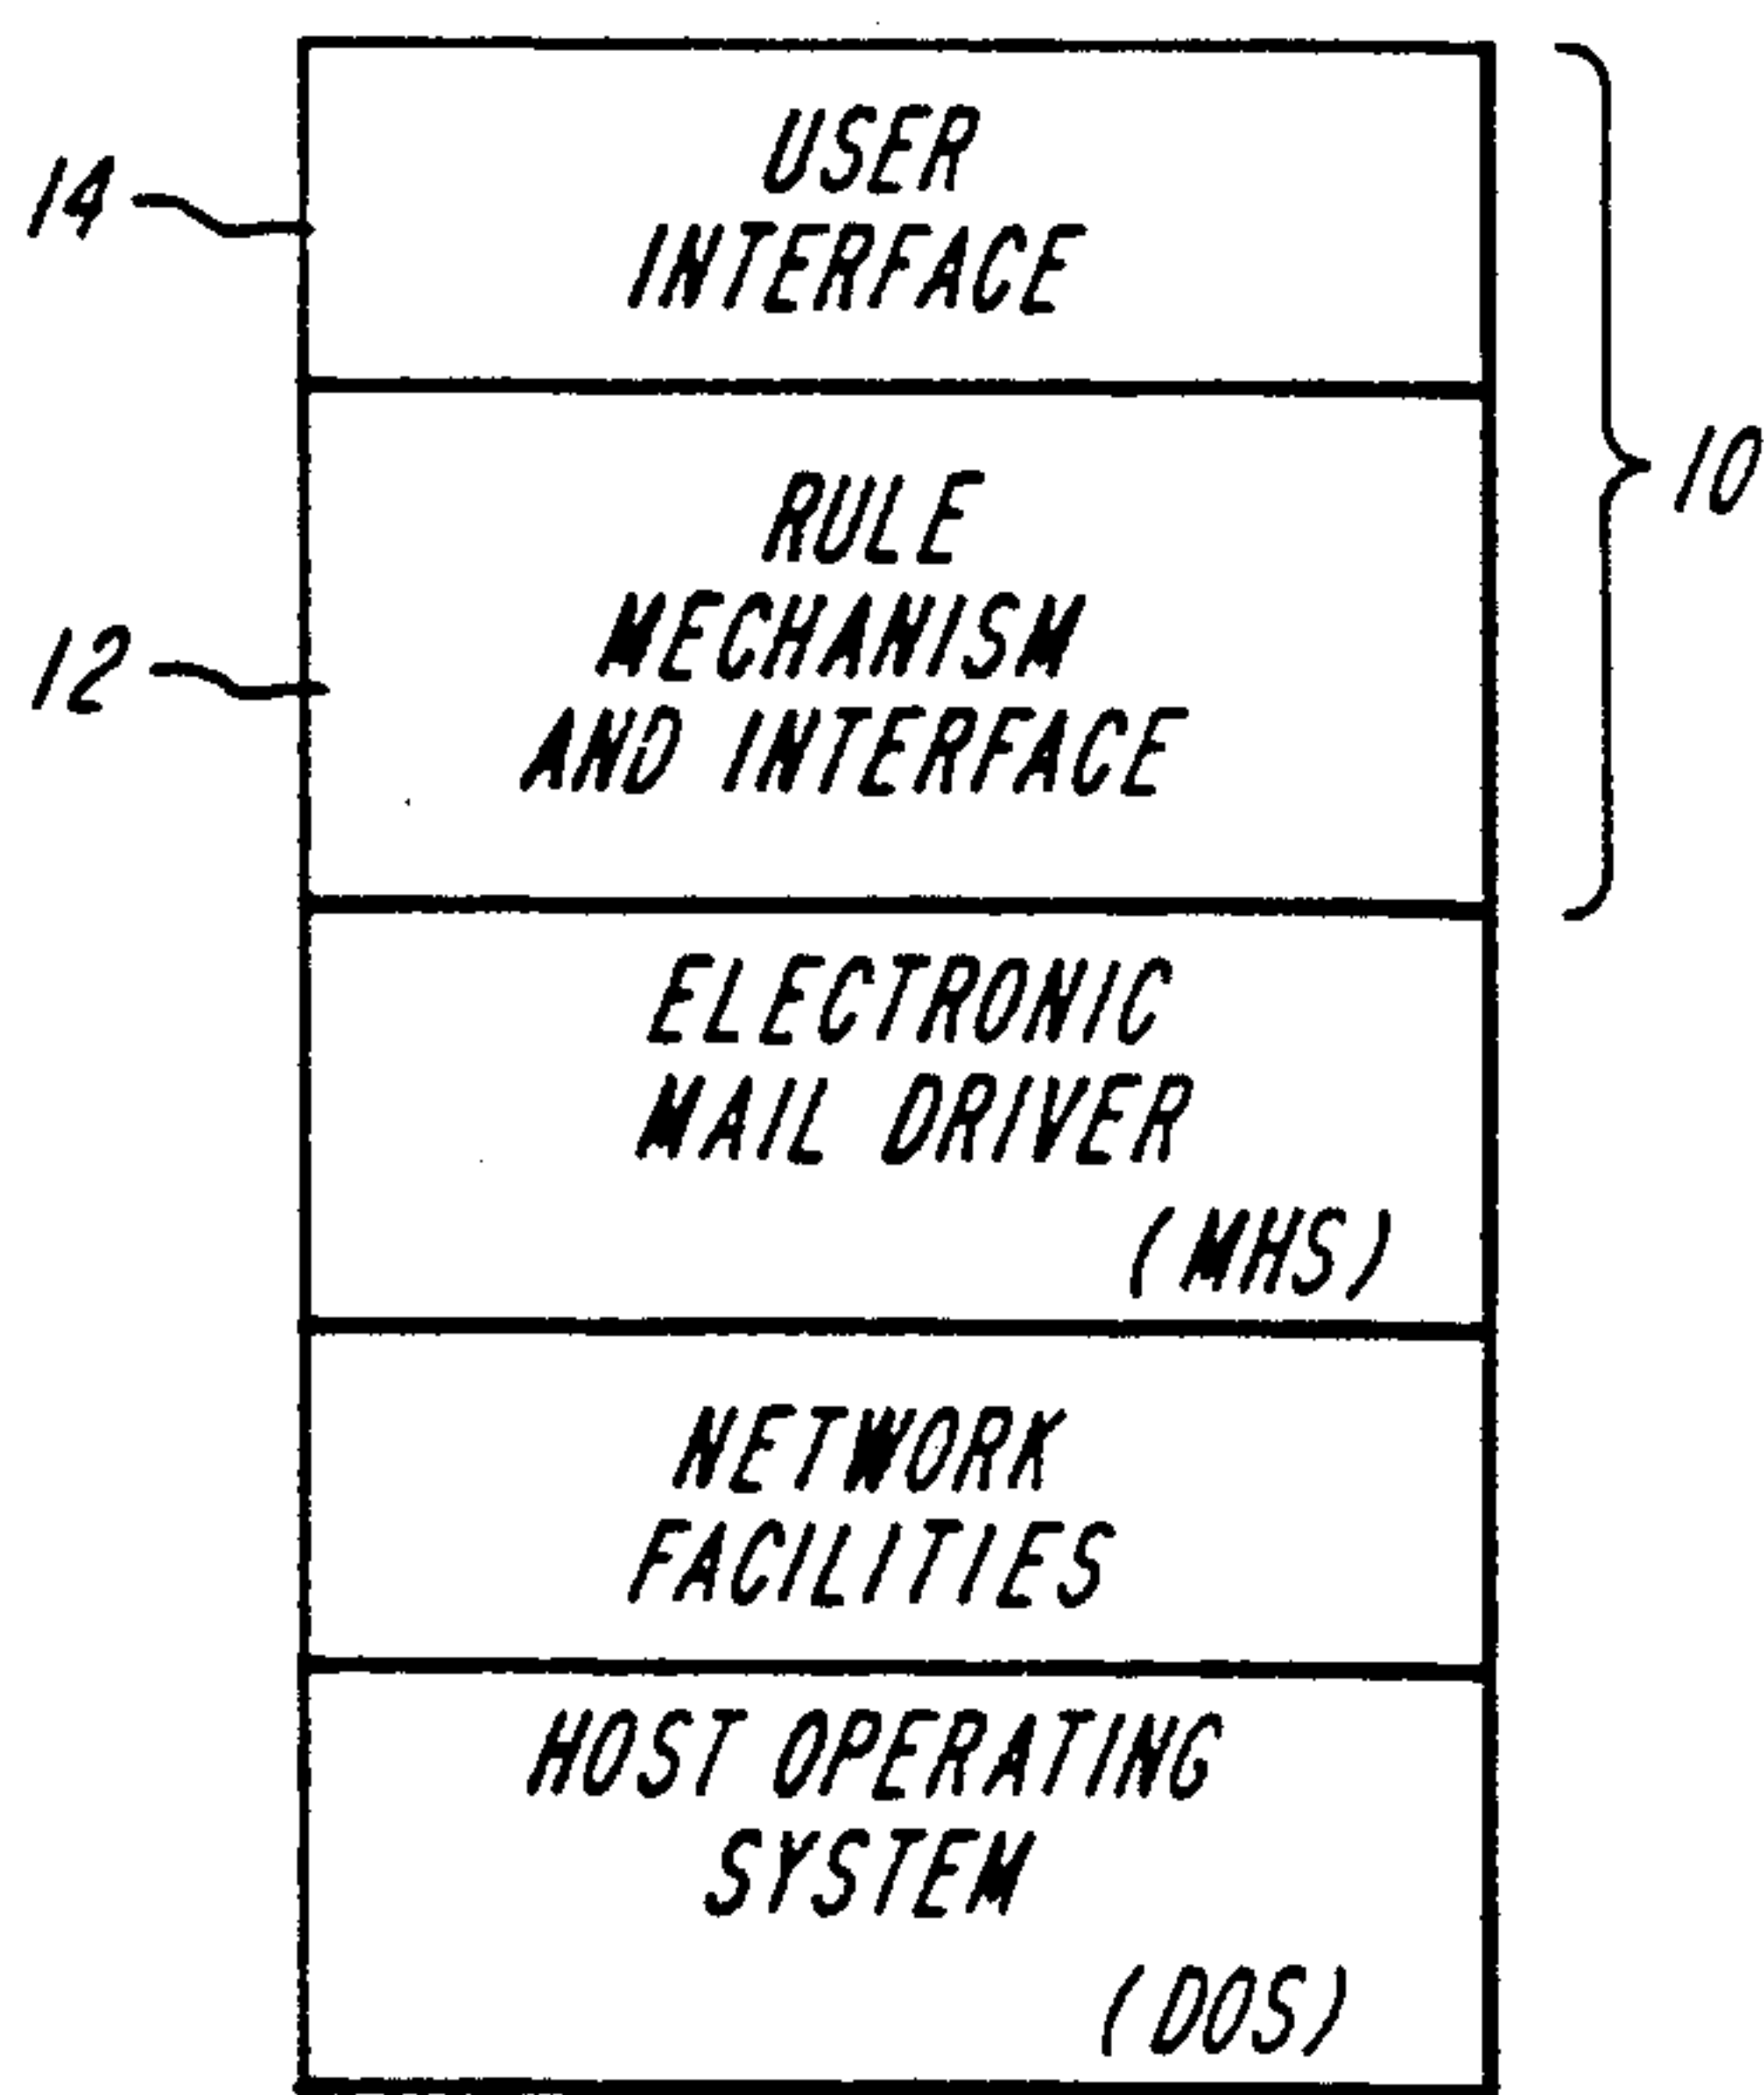 USER
INTERFACE
14
RULE
MECHANISM
AND INTERFACE
10
12
ELECTRONIC
MAIL DRIVER
(MHS)
NETWORK
FACILITIES
HOST OPERATING
SYSTEM
(DOS)